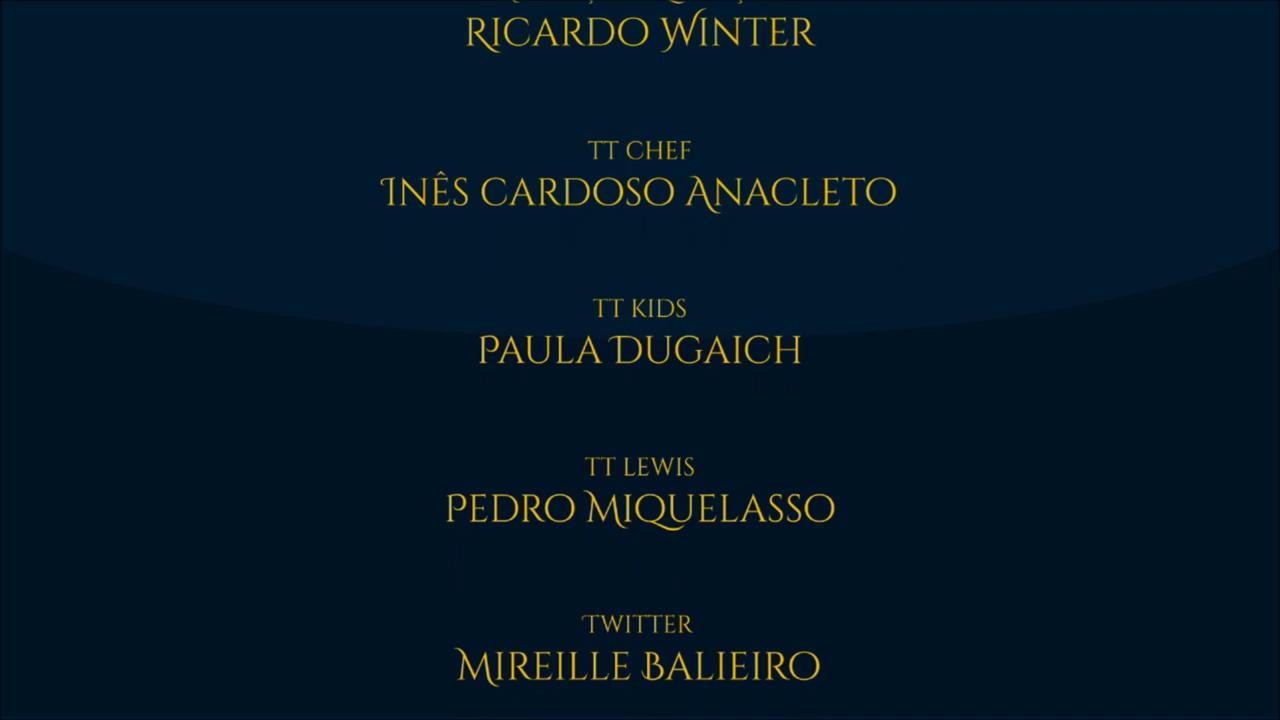 Ricardo Winter
TT Chef
Inês Cardoso Anacleto
TT Kids
Paula Dugaich
TT Lewis
Pedro Miquelasso
Twitter
Mireille Balieiro